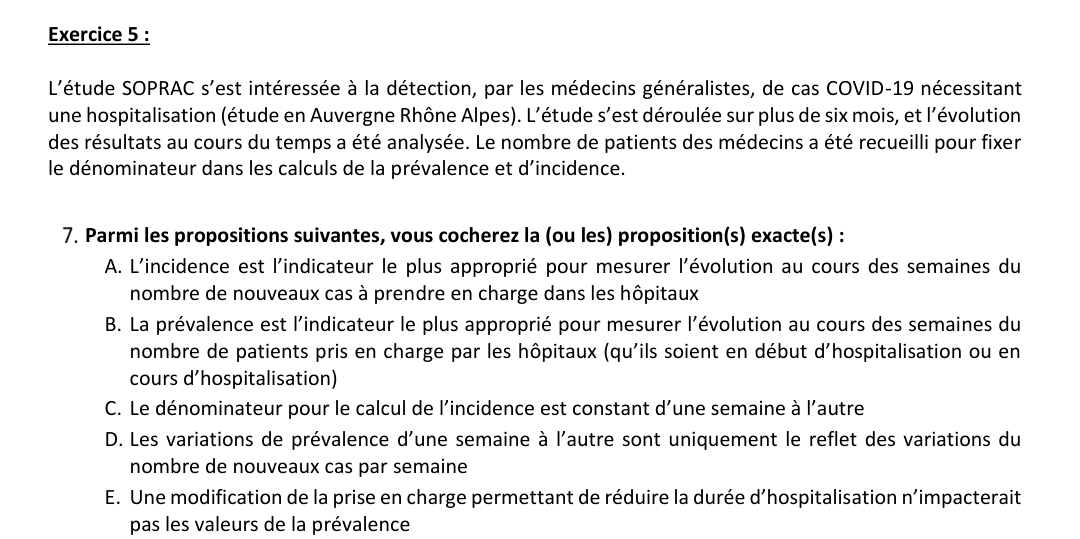 Exercice 5 :
L’étude SOPRAC s’est intéressée à la détection, par les médecins généralistes, de cas COVID-19 nécessitant
une hospitalisation (étude en Auvergne Rhône Alpes). L’étude s’est déroulée sur plus de six mois, et l’évolution
des résultats au cours du temps a été analysée. Le nombre de patients des médecins a été recueilli pour fixer
le dénominateur dans les calculs de la prévalence et d’incidence.
7. Parmi les propositions suivantes, vous cocherez la (ou les) proposition(s) exacte(s) :
A. L’incidence est l’indicateur le plus approprié pour mesurer l’évolution au cours des semaines du
nombre de nouveaux cas à prendre en charge dans les hôpitaux
B. La prévalence est l’indicateur le plus approprié pour mesurer l’évolution au cours des semaines du
nombre de patients pris en charge par les hôpitaux (qu’ils soient en début d’hospitalisation ou en
cours d’hospitalisation)
C. Le dénominateur pour le calcul de l’incidence est constant d’une semaine à l’autre
D. Les variations de prévalence d’une semaine à l’autre sont uniquement le reflet des variations du
nombre de nouveaux cas par semaine
E. Une modification de la prise en charge permettant de réduire la durée d’hospitalisation n’impacterait
pas les valeurs de la prévalence